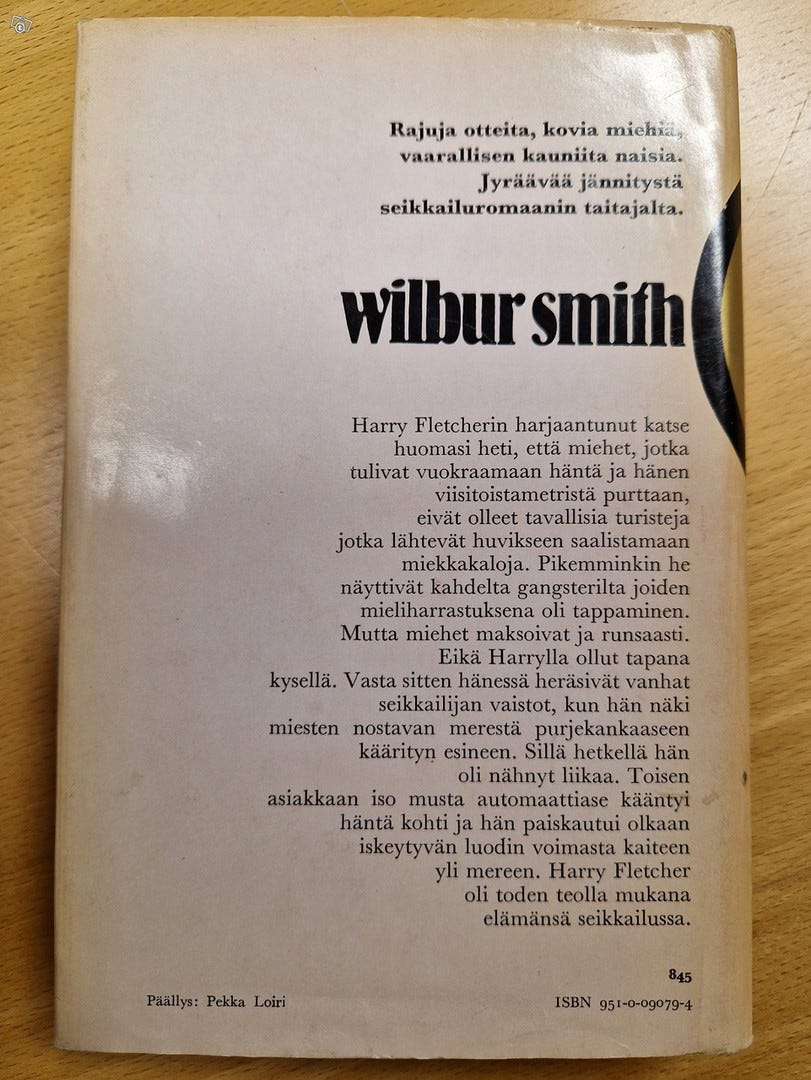 Rajuja otteita, kovia miehiä,
vaarallisen kauniita naisia.
Jyräävää jännitystä
seikkailuromaanin taitajalta.
wilbur smith
Harry Fletcherin harjaantunut katse
huomasi heti, että miehet, jotka
tulivat vuokraamaan häntä ja hänen
viisitoistametristä purttaan,
eivät olleet tavallisia turisteja
jotka lähtevät huvikseen saalistamaan
miekkakaloja. Pikemminkin he
näyttivät kahdelta gangsterilta joiden
mieliharrastuksena oli tappaminen.
Mutta miehet maksoivat ja runsaasti.
Eikä Harrylla ollut tapana
kysellä. Vasta sitten hänessä heräsivät vanhat
seikkailijan vaistot, kun hän näki
miesten nostavan merestä purjekankaaseen
käärityn esineen. Sillä hetkellä hän
oli nähnyt liikaa. Toisen
asiakkaan iso musta automaattiase kääntyi
häntä kohti ja hän paiskautui olkaan
iskeytyvän luodin voimasta kaiteen
yli mereen. Harry Fletcher
oli toden teolla mukana
elämänsä seikkailussa.
845
Päällys: Pekka Loiri
ISBN 951-0-09079-4